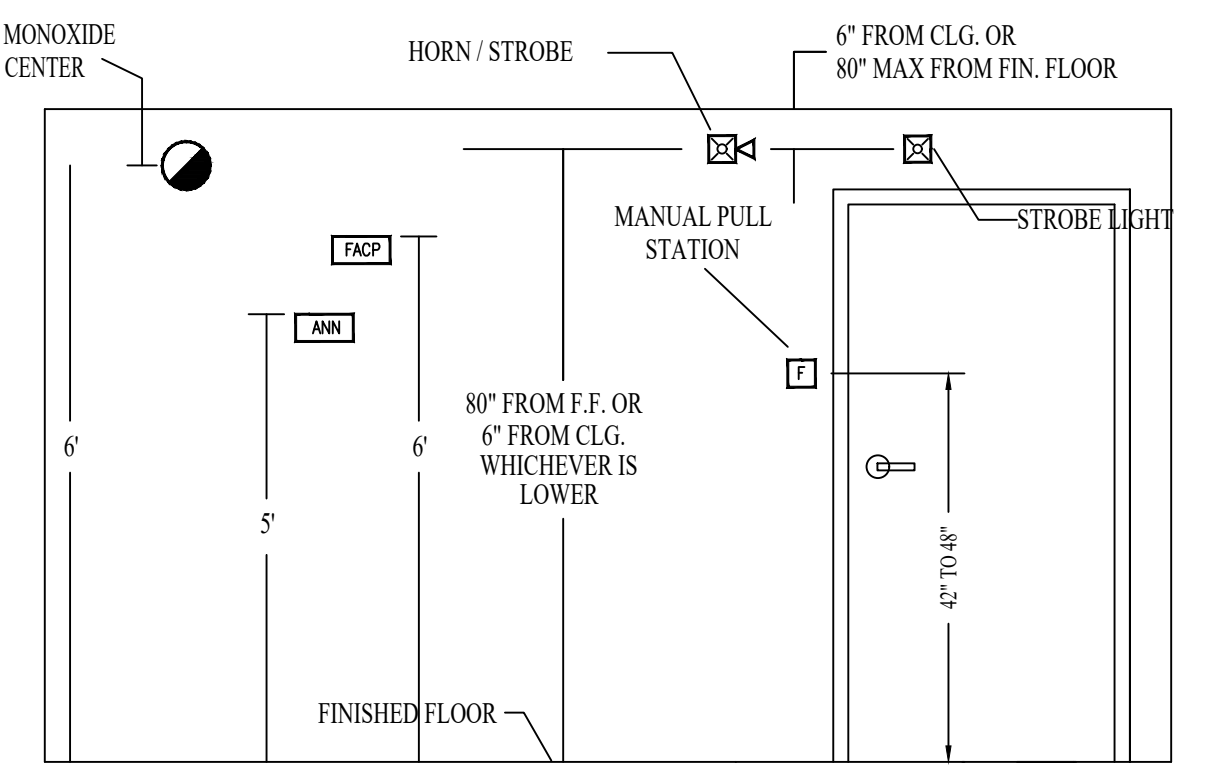 MONOXIDE
CENTER
HORN / STROBE
6" FROM CLG. OR
80" MAX FROM FIN. FLOOR
MANUAL PULL
STATION
STROBE LIGHT
FACP
ANN
F
80" FROM F.F. OR
6" FROM CLG.
WHICHEVER IS
LOWER
6'
6'
5'
42" TO 48"
FINISHED FLOOR